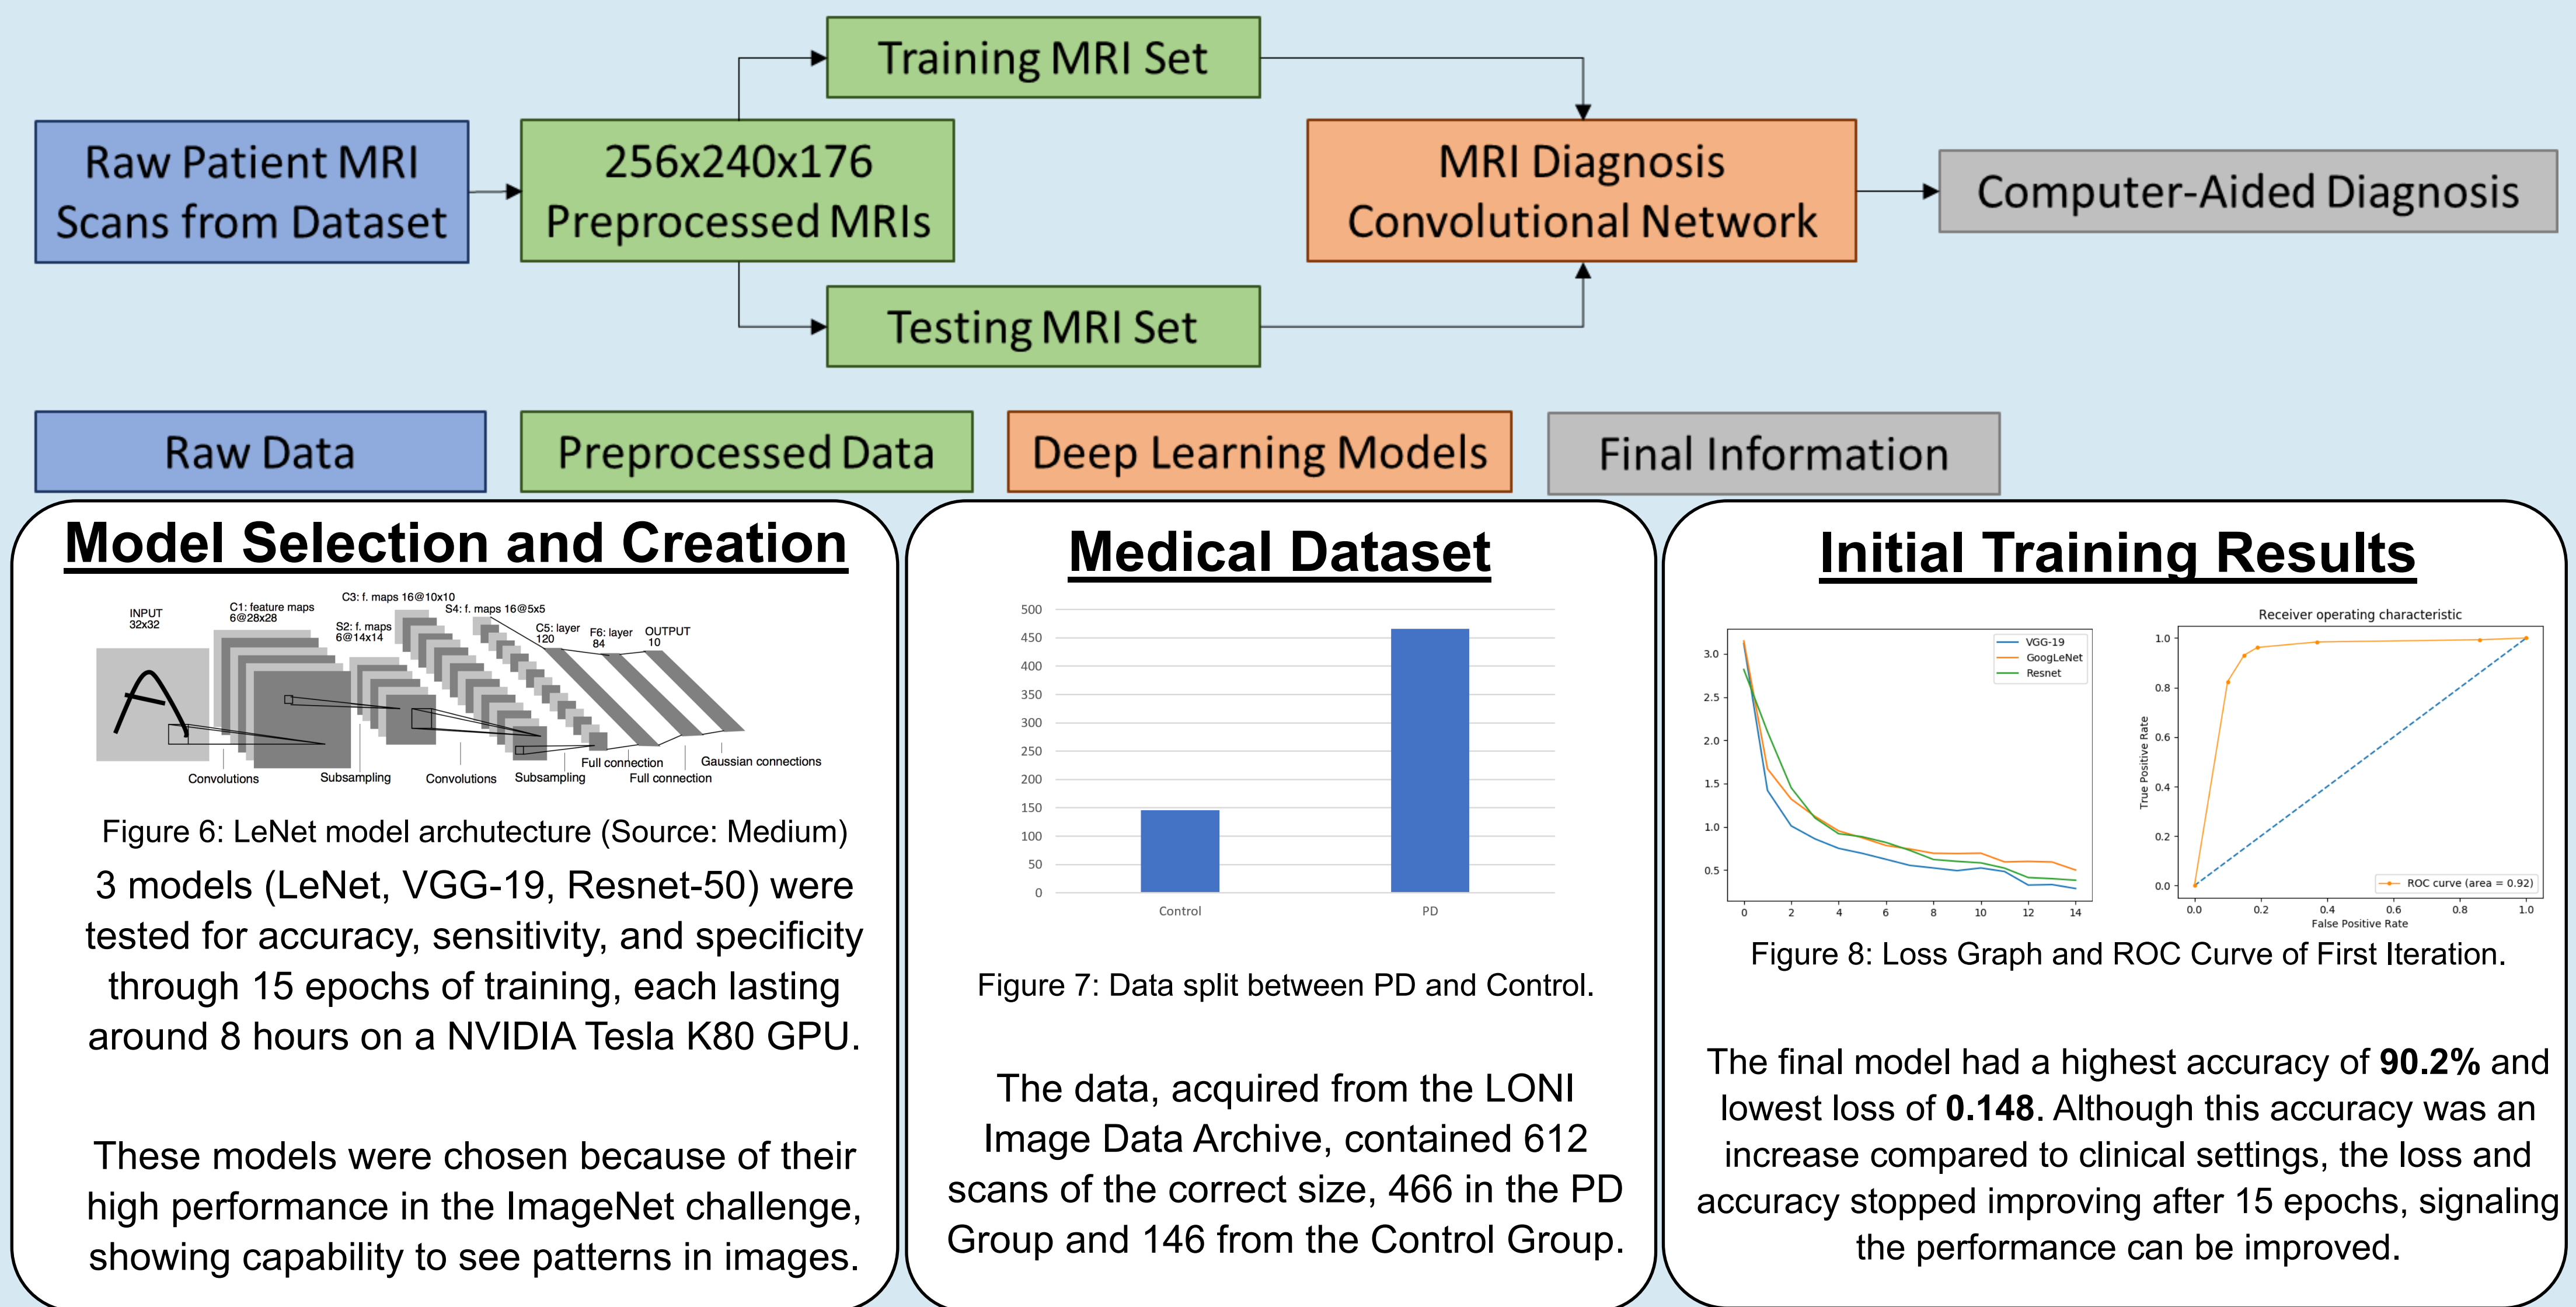 Training MRI Set
Raw Patient MRI
Scans from Dataset
256x240x176
Preprocessed MRIs
MRI Diagnosis
Convolutional Network
Computer-Aided Diagnosis
Testing MRI Set
Raw Data
Preprocessed Data
Deep Learning Models
Final Information
Model Selection and Creation
INPUT
32x32
C1: feature maps
6@28x28
S2: f. maps
6@14x14
C3: f. maps 16@10x10
S4: f. maps 16@5x5
C5: layer
120
F6: layer
84
OUTPUT
10
Convolutions
Subsampling
Convolutions
Subsampling
Full connection
Full connection
Gaussian connections
Figure 6: LeNet model archutecture (Source: Medium)
3 models (LeNet, VGG-19, Resnet-50) were
tested for accuracy, sensitivity, and specificity
through 15 epochs of training, each lasting
around 8 hours on a NVIDIA Tesla K80 GPU.
These models were chosen because of their
high performance in the ImageNet challenge,
showing capability to see patterns in images.
Medical Dataset
500
450
400
350
300
250
200
150
100
50
0
Control
PD
Figure 7: Data split between PD and Control.
The data, acquired from the LONI
Image Data Archive, contained 612
scans of the correct size, 466 in the PD
Group and 146 from the Control Group.
Initial Training Results
VGG-19
GoogLeNet
Resnet
3.0
2.5
2.0
1.5
1.0
0.5
0 2 4 6 8 10 12 14
Receiver operating characteristic
True Positive Rate
1.0
0.8
0.6
0.4
0.2
0.0
ROC curve (area = 0.92)
0.0 0.2 0.4 0.6 0.8 1.0
False Positive Rate
Figure 8: Loss Graph and ROC Curve of First Iteration.
The final model had a highest accuracy of 90.2% and
lowest loss of 0.148. Although this accuracy was an
increase compared to clinical settings, the loss and
accuracy stopped improving after 15 epochs, signaling
the performance can be improved.